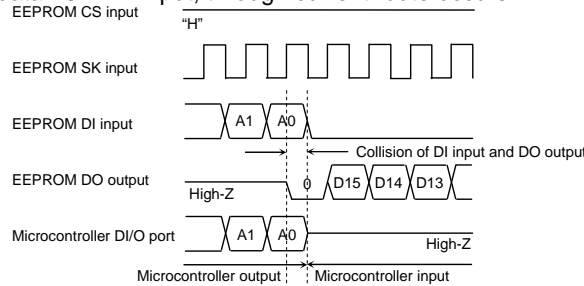 EEPROM CS input
“H”
EEPROM SK input
EEPROM DI input
A1 A0
Collision of DI input and DO output
EEPROM DO output
High-Z
0 D15 D14 D13
Microcontroller DI/O port
A1 A0
High-Z
Microcontroller output Microcontroller input